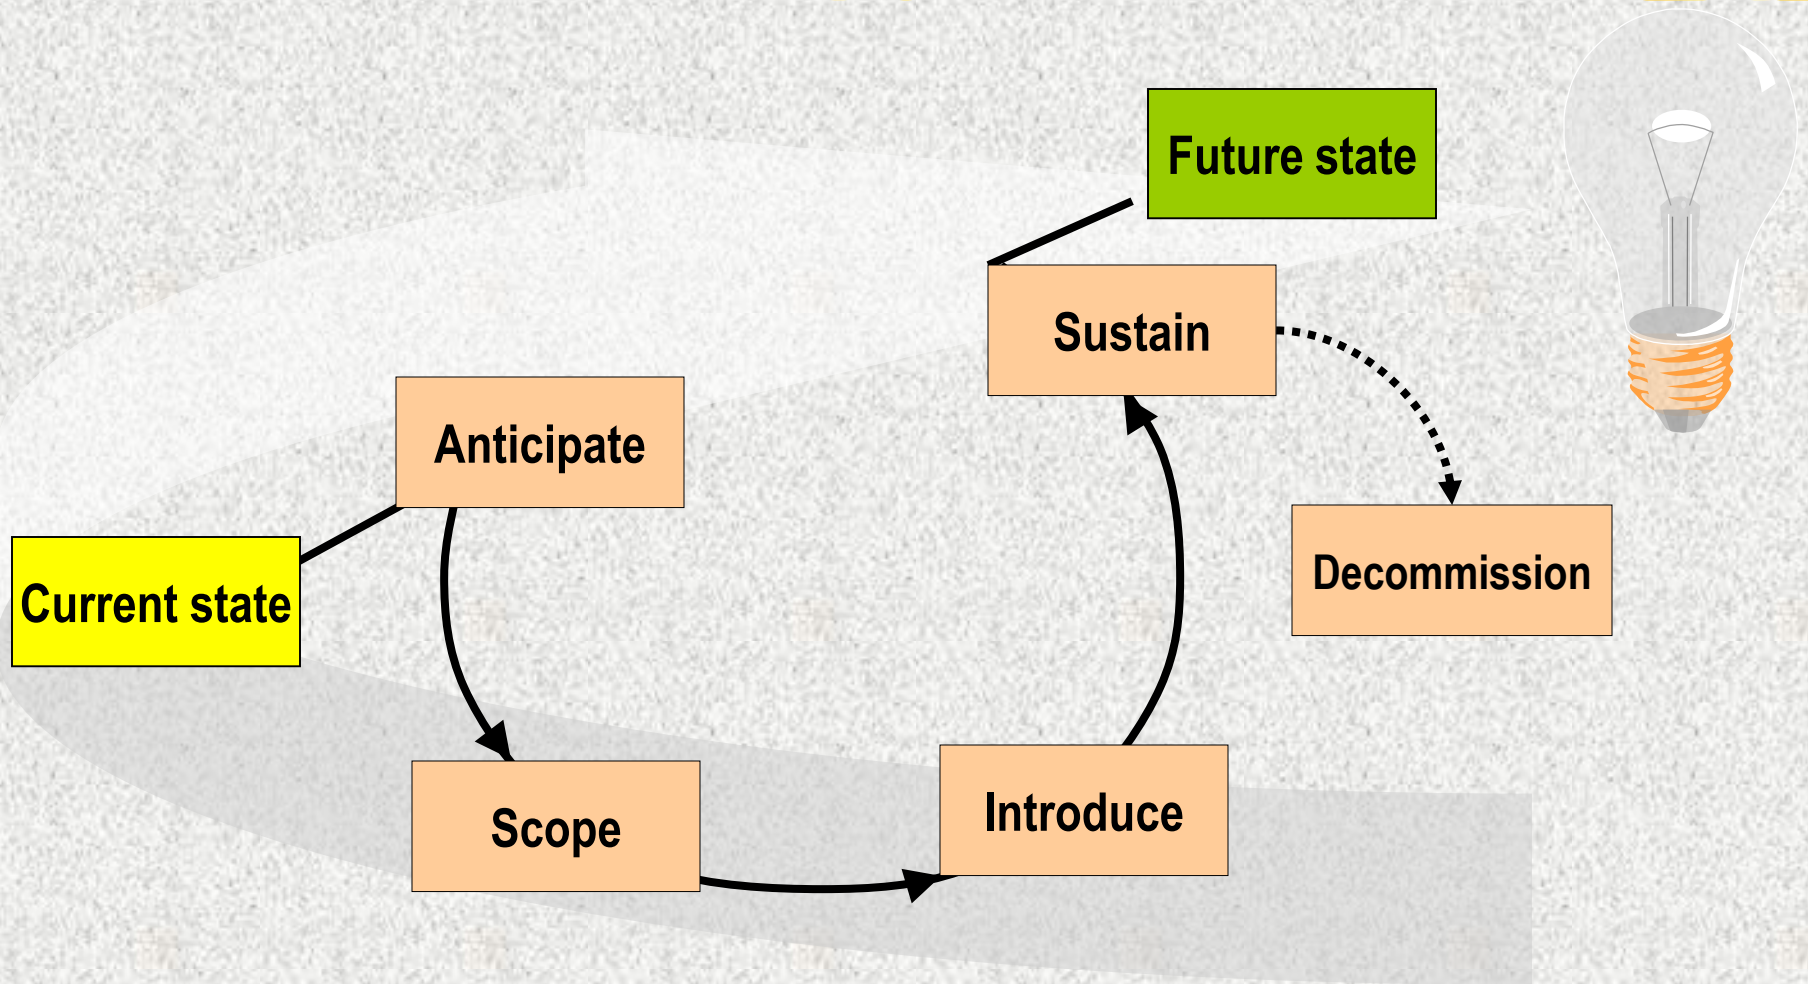 Future state
Sustain
Anticipate
Decommission
Current state
Scope
Introduce